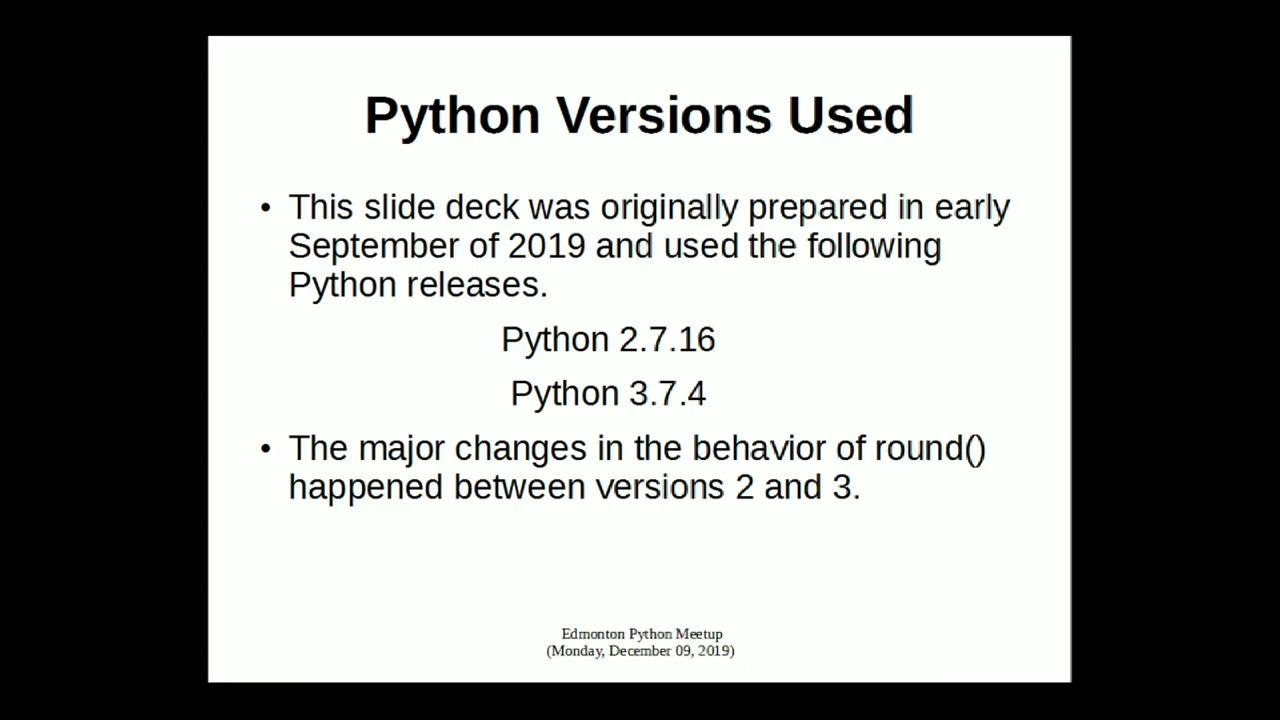 Python Versions Used
• This slide deck was originally prepared in early
September of 2019 and used the following
Python releases.
Python 2.7.16
Python 3.7.4
• The major changes in the behavior of round()
happened between versions 2 and 3.
Edmonton Python Meetup
(Monday, December 09, 2019)